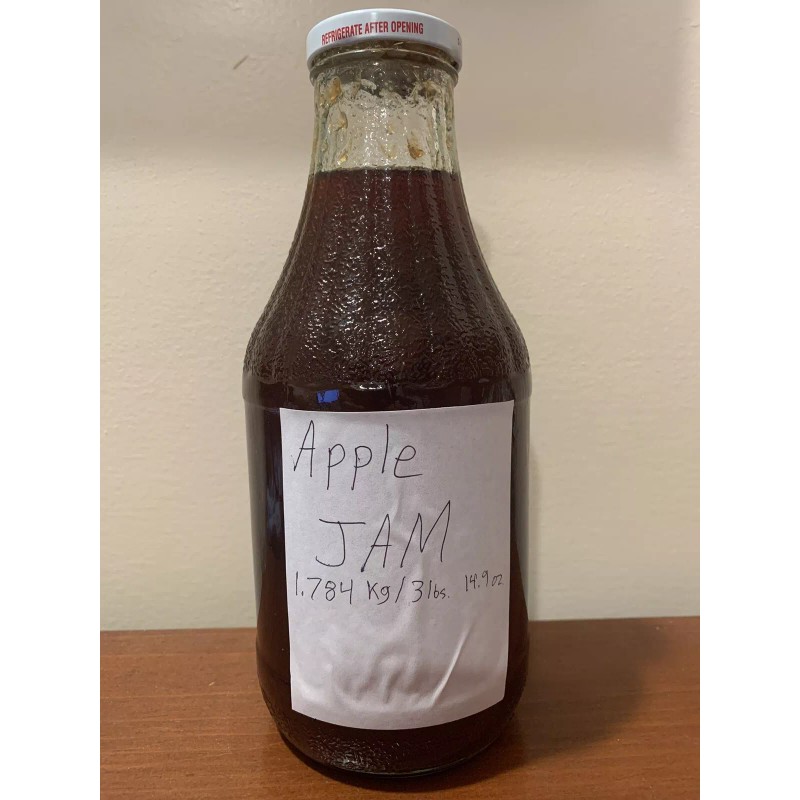 REFRIGERATE AFTER OPENING
Apple
JAM
1.784 Kg/3lbs. 14.9oz